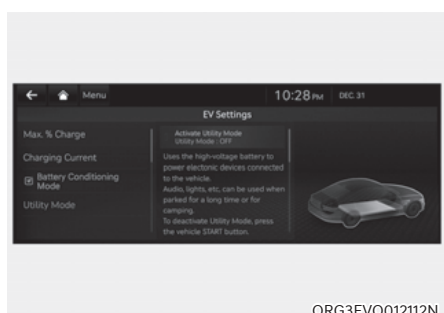 Menu
10:28 PM DEC. 31
EV Settings
Max. % Charge
Charging Current
Battery Conditioning
Mode
Utility Mode
Activate Utility Mode
Utility Mode : OFF
Uses the high-voltage battery to
power electonic devices connected
to the vehicle.
Audio, lights, etc, can be used when
parked for a long time or for
camping.
To deactivate Utility Mode, press
the vehicle START button.
ORG3EVQ012112N